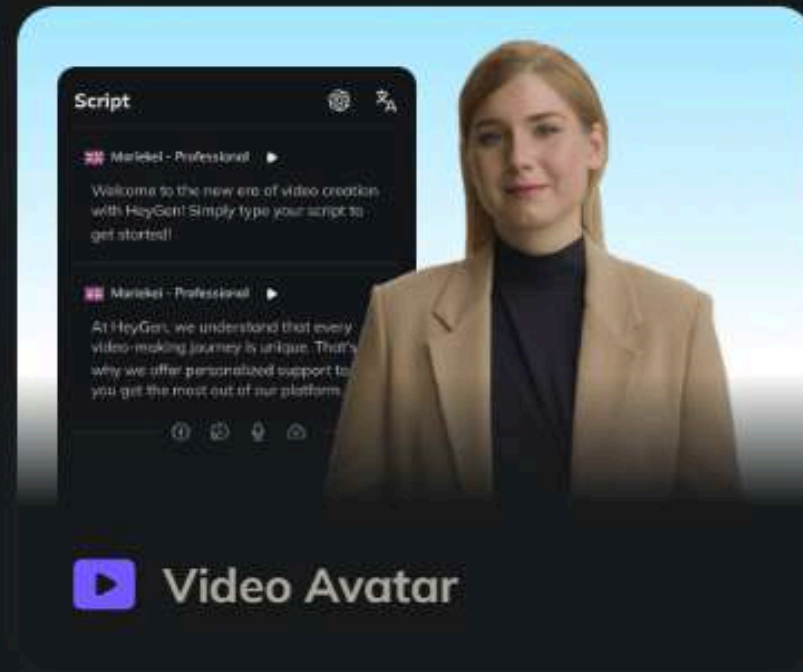 Script
Mariekel - Professional
Welcome to the new era of video creation
with HeyGen! Simply type your script to
get started!
Mariekel - Professional
At HeyGen, we understand that every
video-making journey is unique. That's
why we offer personalized support to
you get the most out of our platform
Video Avatar